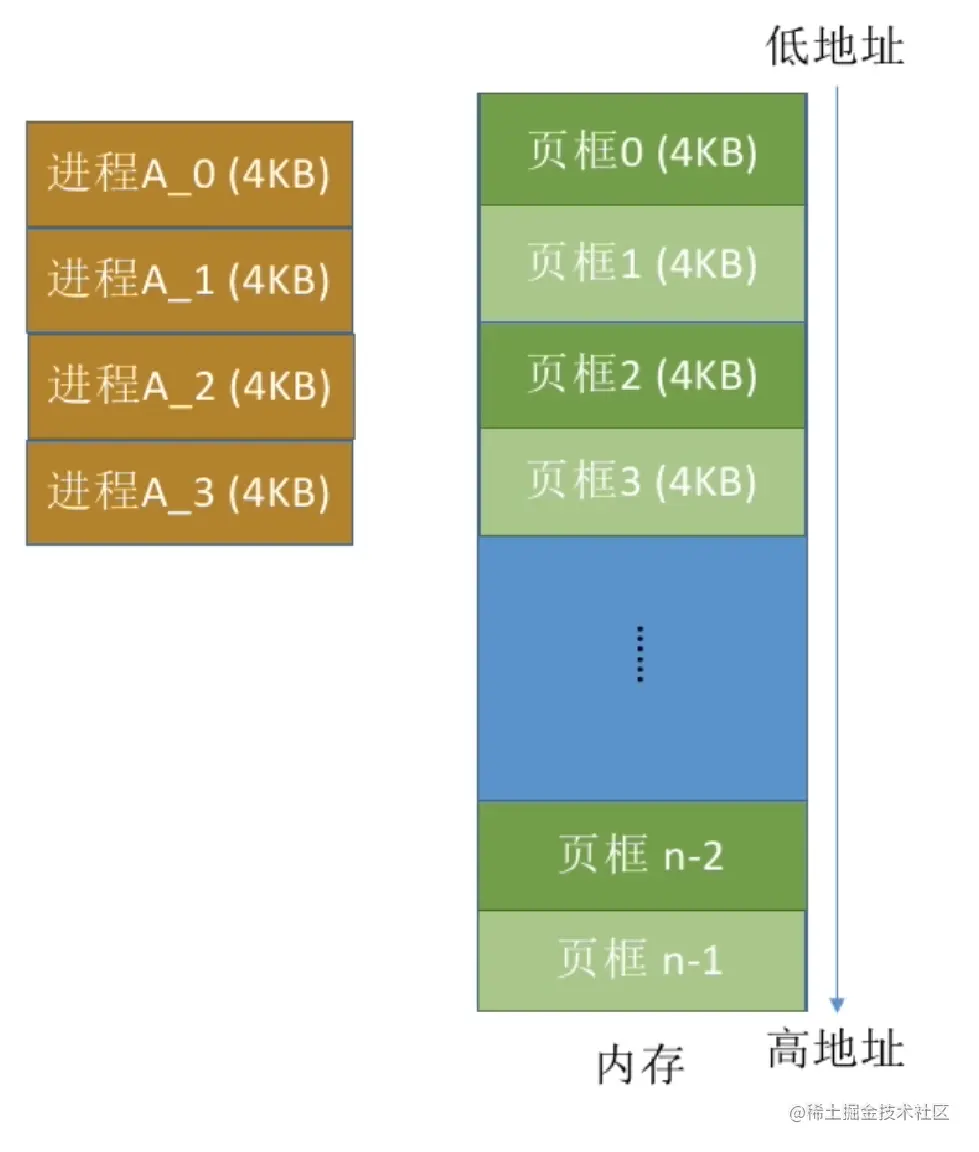 低地址
进程A_0 (4KB)
进程A_1 (4KB)
进程A_2 (4KB)
进程A_3 (4KB)
页框0 (4KB)
页框1 (4KB)
页框2 (4KB)
页框3 (4KB)
......
页框 n-2
页框 n-1
内存
高地址
@稀土掘金技术社区